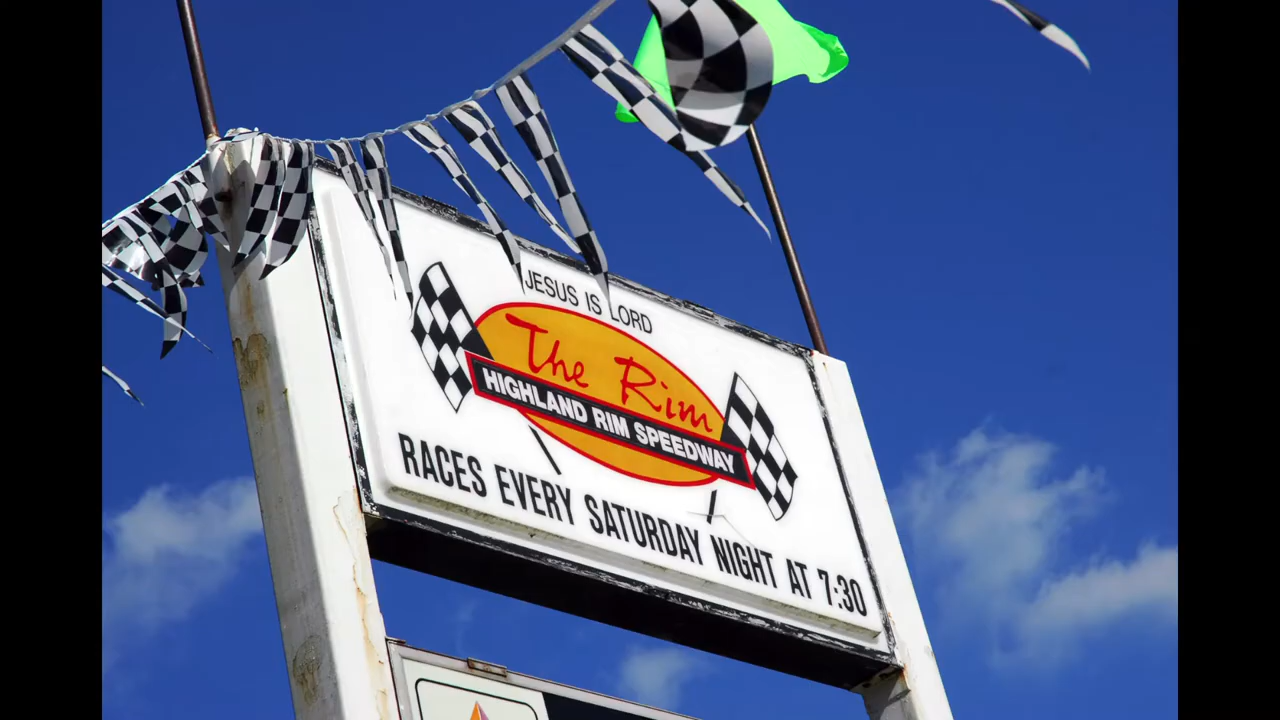 JESUS IS LORD
The Rim
HIGHLAND RIM SPEEDWAY
RACES EVERY SATURDAY NIGHT AT 7:30